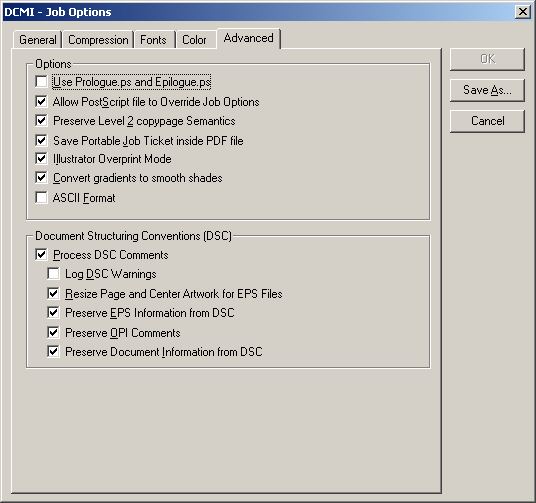 DCMI - Job Options
General
Compression
Fonts
Color
Advanced
Options
Use Prologue.ps and Epilogue.ps
Allow PostScript file to Override Job Options
Preserve Level 2 copypage Semantics
Save Portable Job Ticket inside PDF file
Illustrator Overprint Mode
Convert gradients to smooth shades
ASCII Format
Document Structuring Conventions (DSC)
Process DSC Comments
Log DSC Warnings
Resize Page and Center Artwork for EPS Files
Preserve EPS Information from DSC
Preserve OPI Comments
Preserve Document Information from DSC
OK
Save As...
Cancel